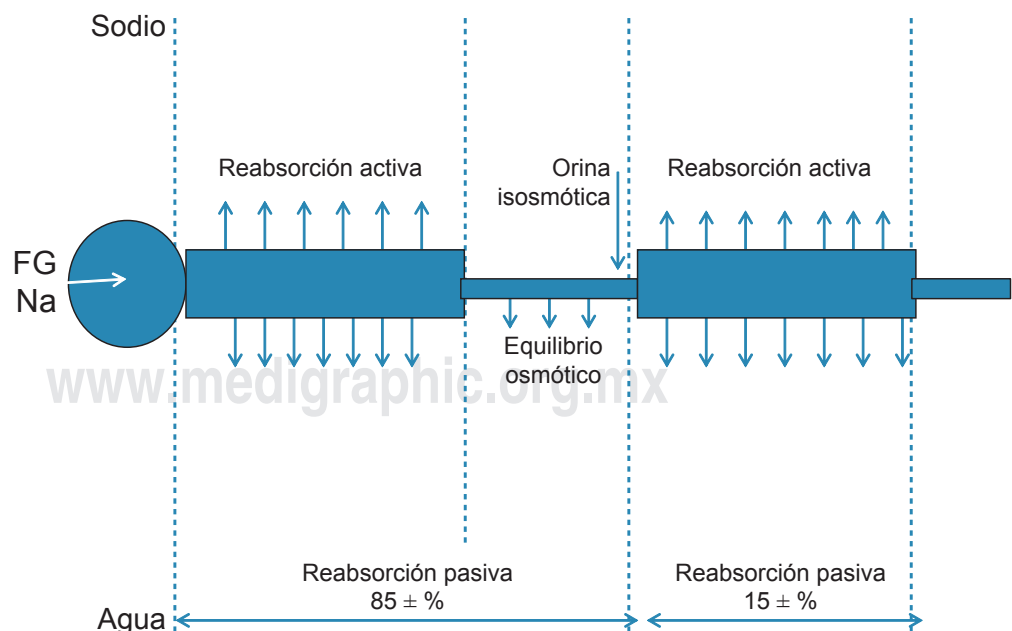 Sodio
Reabsorción activa
Orina
isosmótica
Reabsorción activa
FG
Na
Equilibrio
osmótico
www.medigraphic.org.mx
Reabsorción pasiva
85 ± %
Reabsorción pasiva
15 ± %
Agua